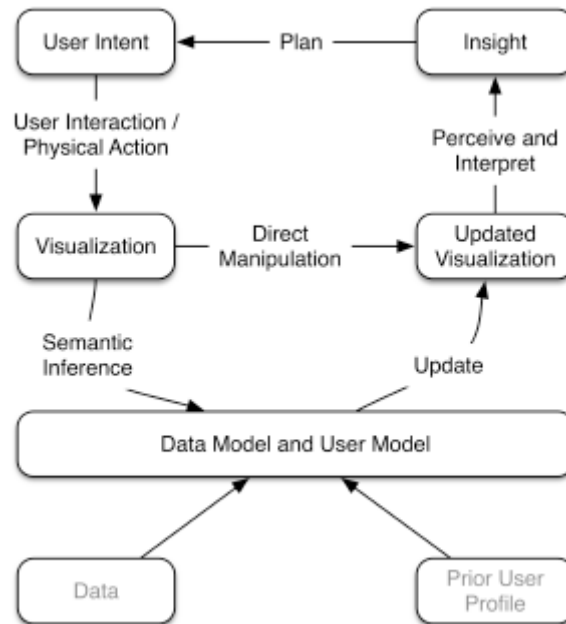 User Intent
Plan
Insight
User Interaction /
Physical Action
Perceive and
Interpret
Visualization
Direct
Manipulation
Updated
Visualization
Semantic
Inference
Update
Data Model and User Model
Data
Prior User
Profile